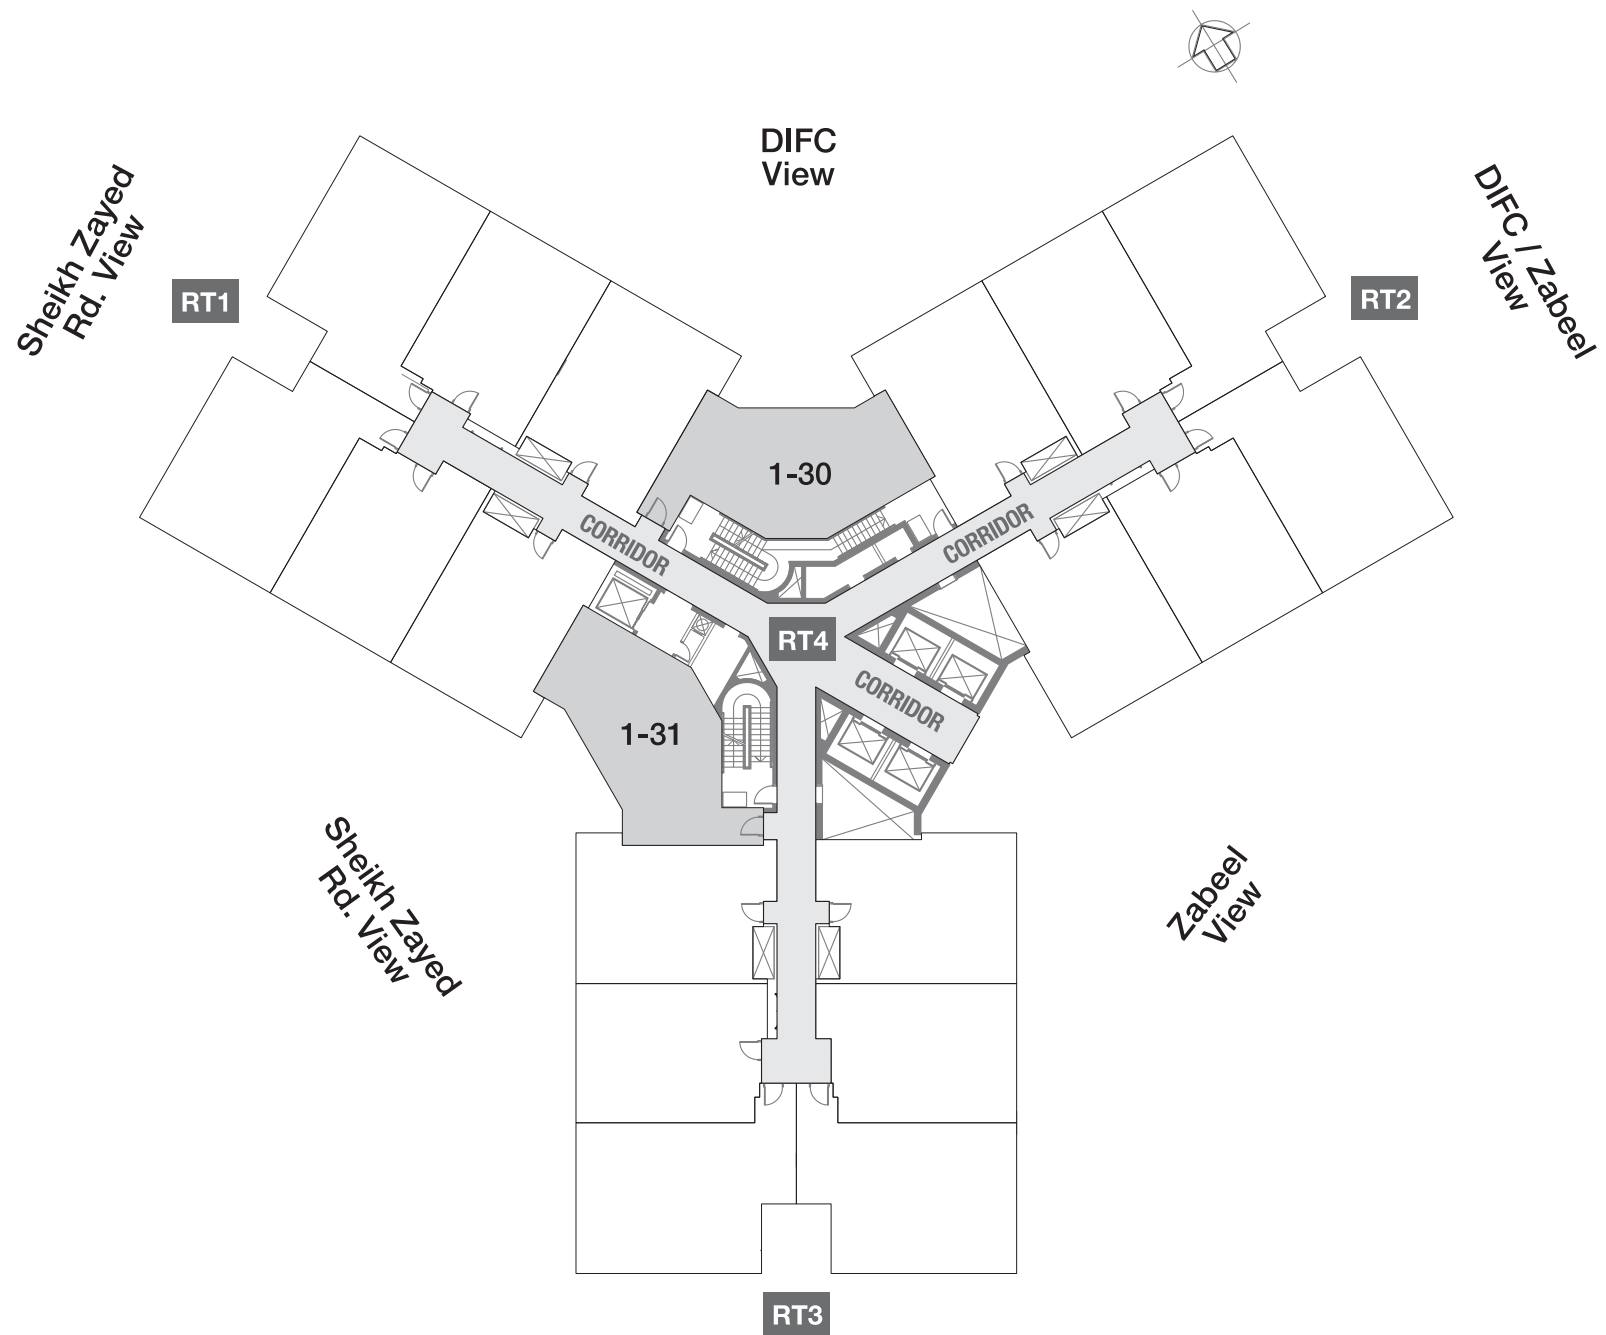 DIFC
View
Sheikh Zayed
Rd. View
DIFC / Zabeel
View
RT1
RT2
1-30
CORRIDOR
CORRIDOR
RT4
CORRIDOR
1-31
Sheikh Zayed
Rd. View
Zabeel
View
RT3